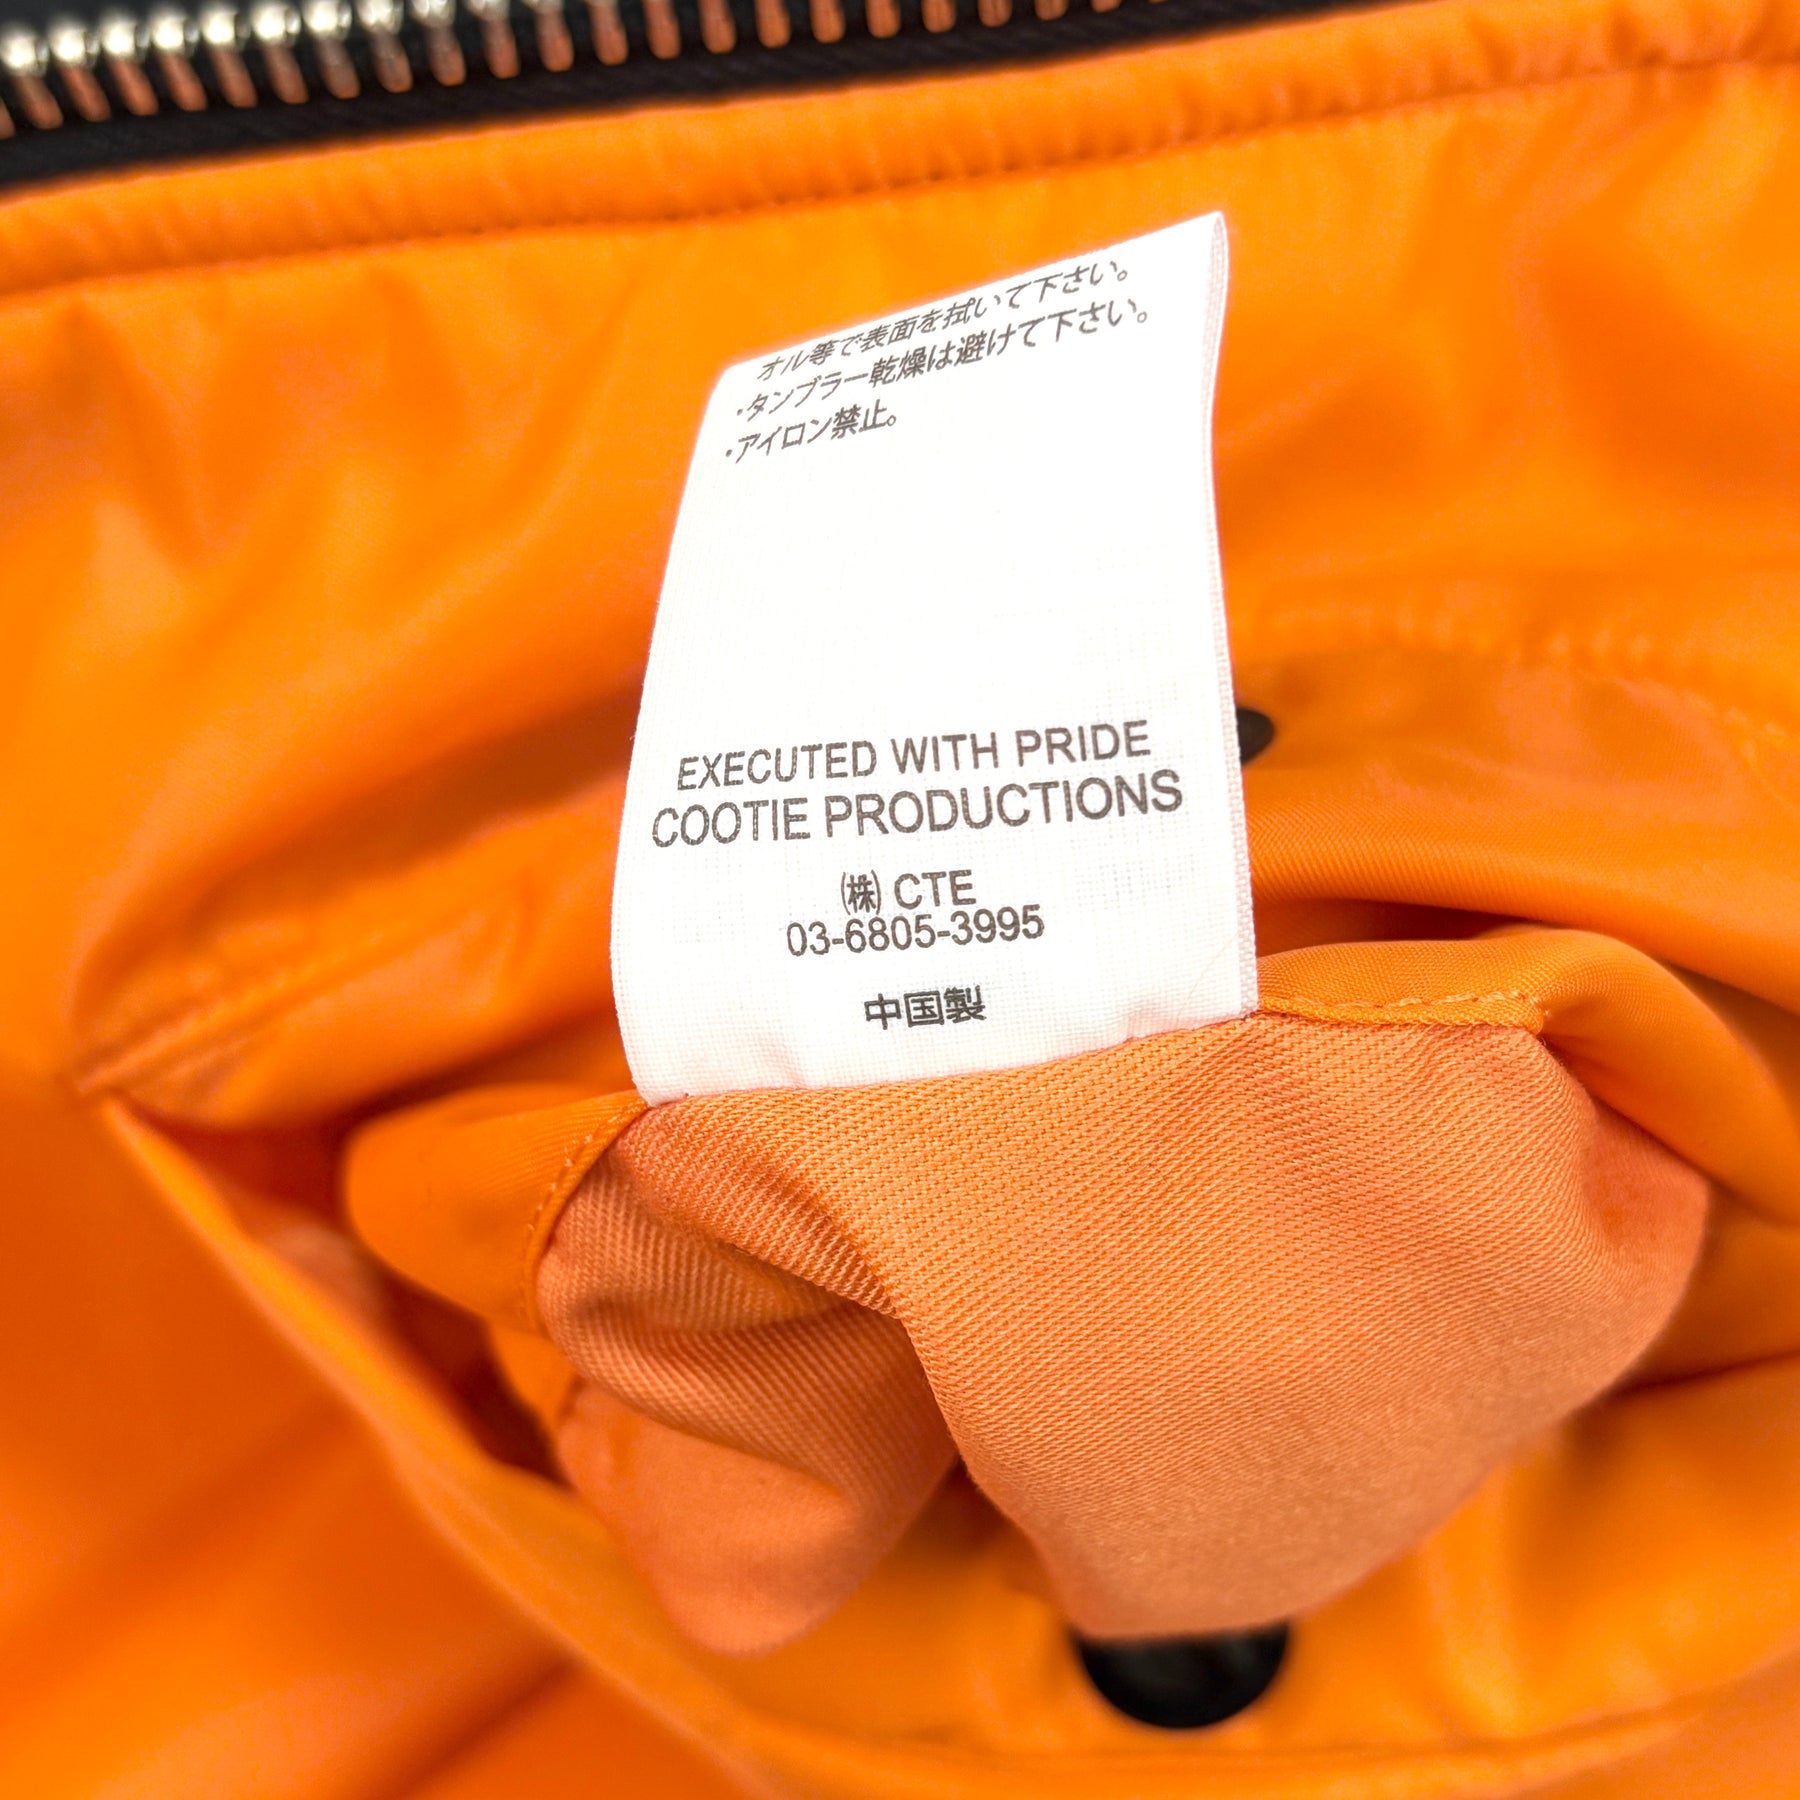 オル等で表面を拭いて下さい。
・タンブラー乾燥は避けて下さい。
・アイロン禁止。
EXECUTED WITH PRIDE
COOTIE PRODUCTIONS
(株) CTE
03-6805-3995
中国製